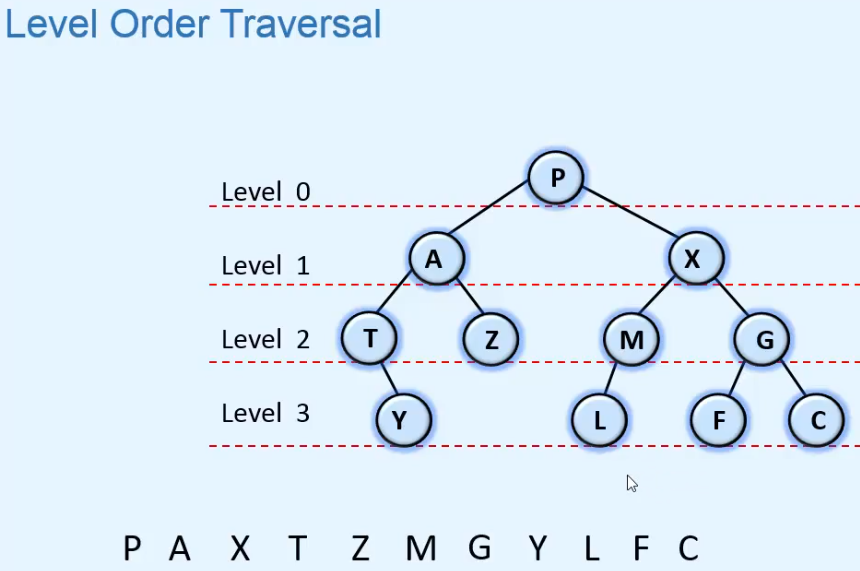 Level Order Traversal
P
Level 0
A X
Level 1
T Z M G
Level 2
Y L F C
Level 3
P A X T Z M G Y L F C